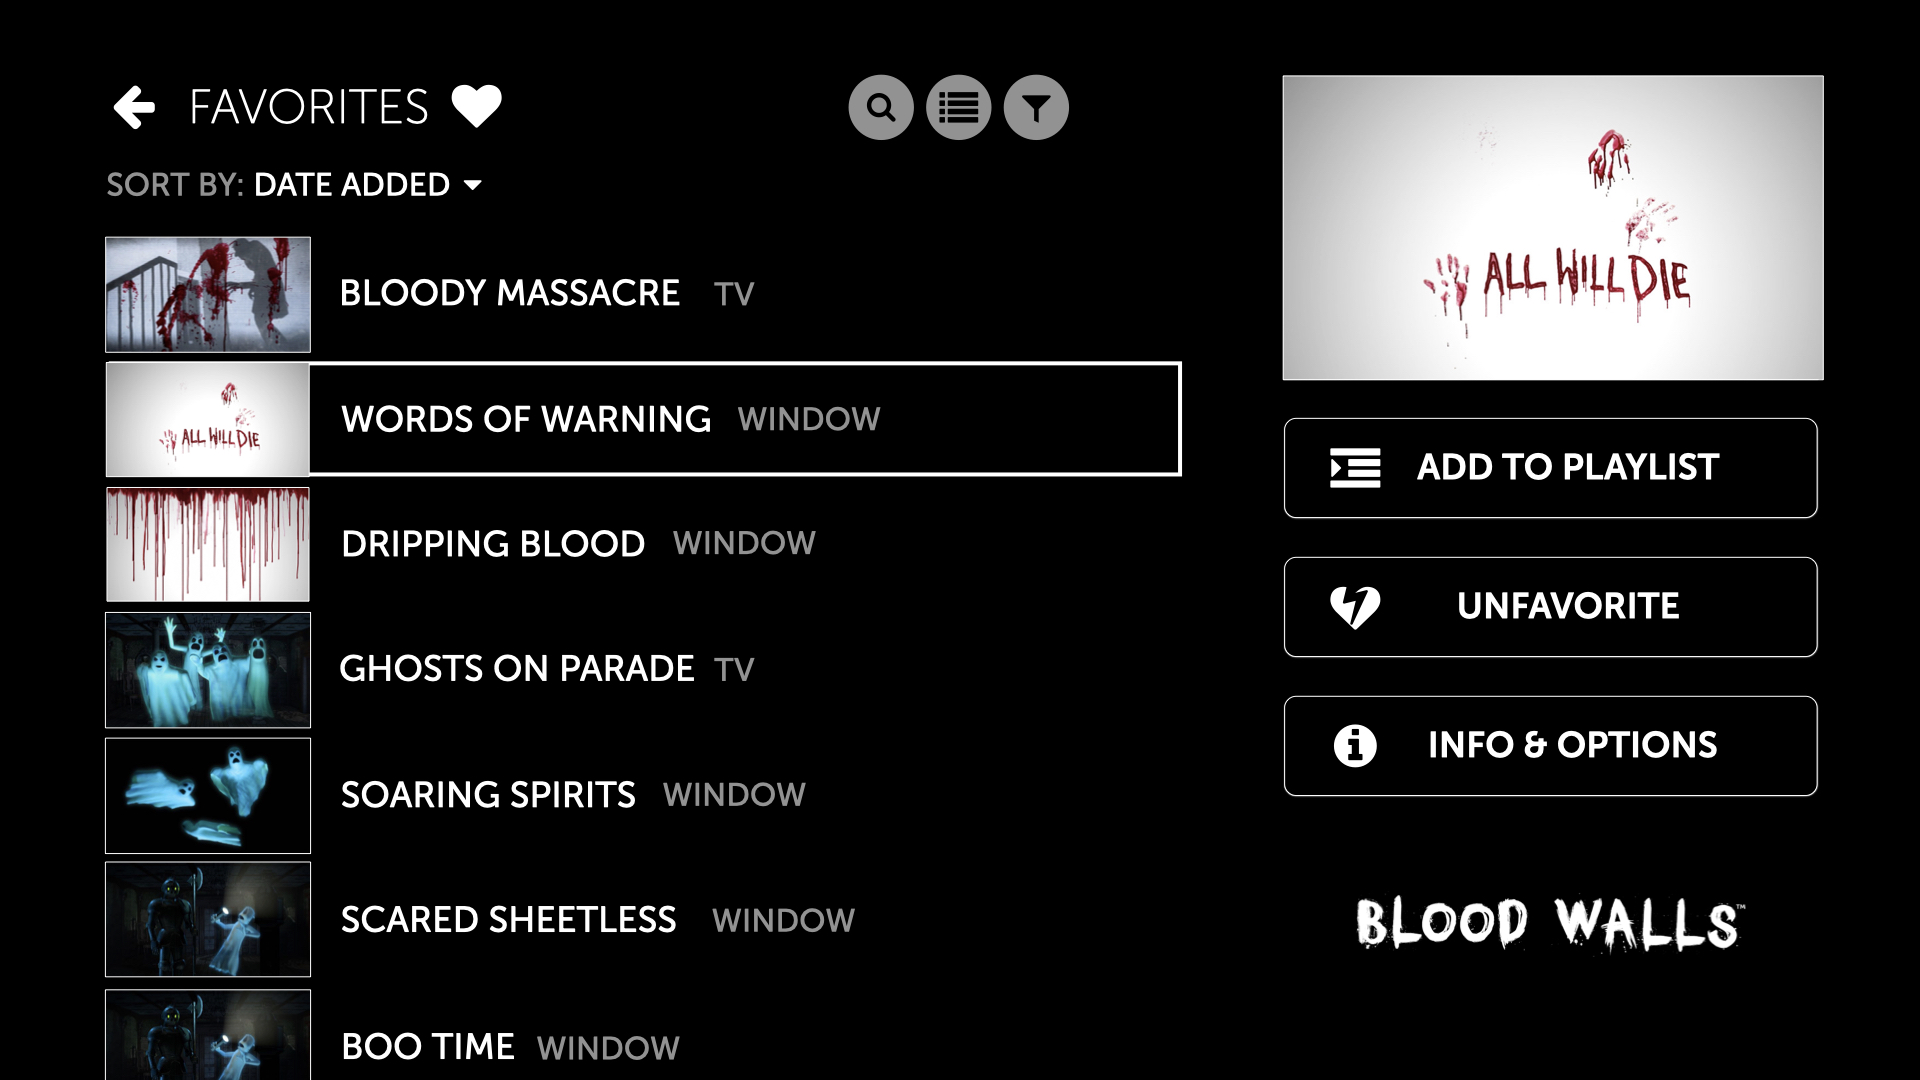 FAVORITES
SORT BY: DATE ADDED
BLOODY MASSACRE TV
ALL WILL DIE
WORDS OF WARNING WINDOW
DRIPPING BLOOD WINDOW
GHOSTS ON PARADE TV
SOARING SPIRITS WINDOW
SCARED SHEETLESS WINDOW
BOO TIME WINDOW
ALL WILL DIE
ADD TO PLAYLIST
UNFAVORITE
INFO & OPTIONS
BLOOD WALLS™